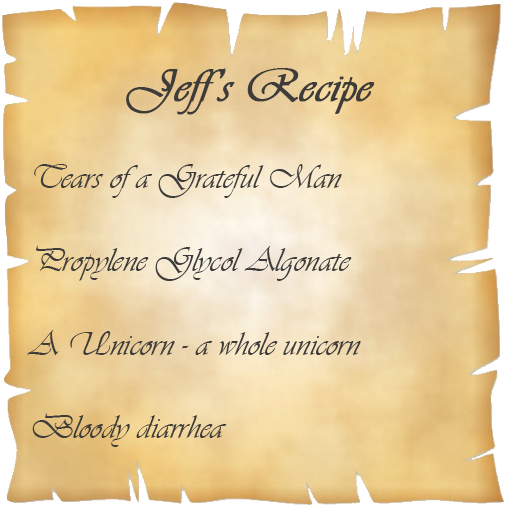 Jeff's Recipe
Tears of a Grateful Man
Propylene Glycol Algonate
A Unicorn - a whole unicorn
Bloody diarrhea